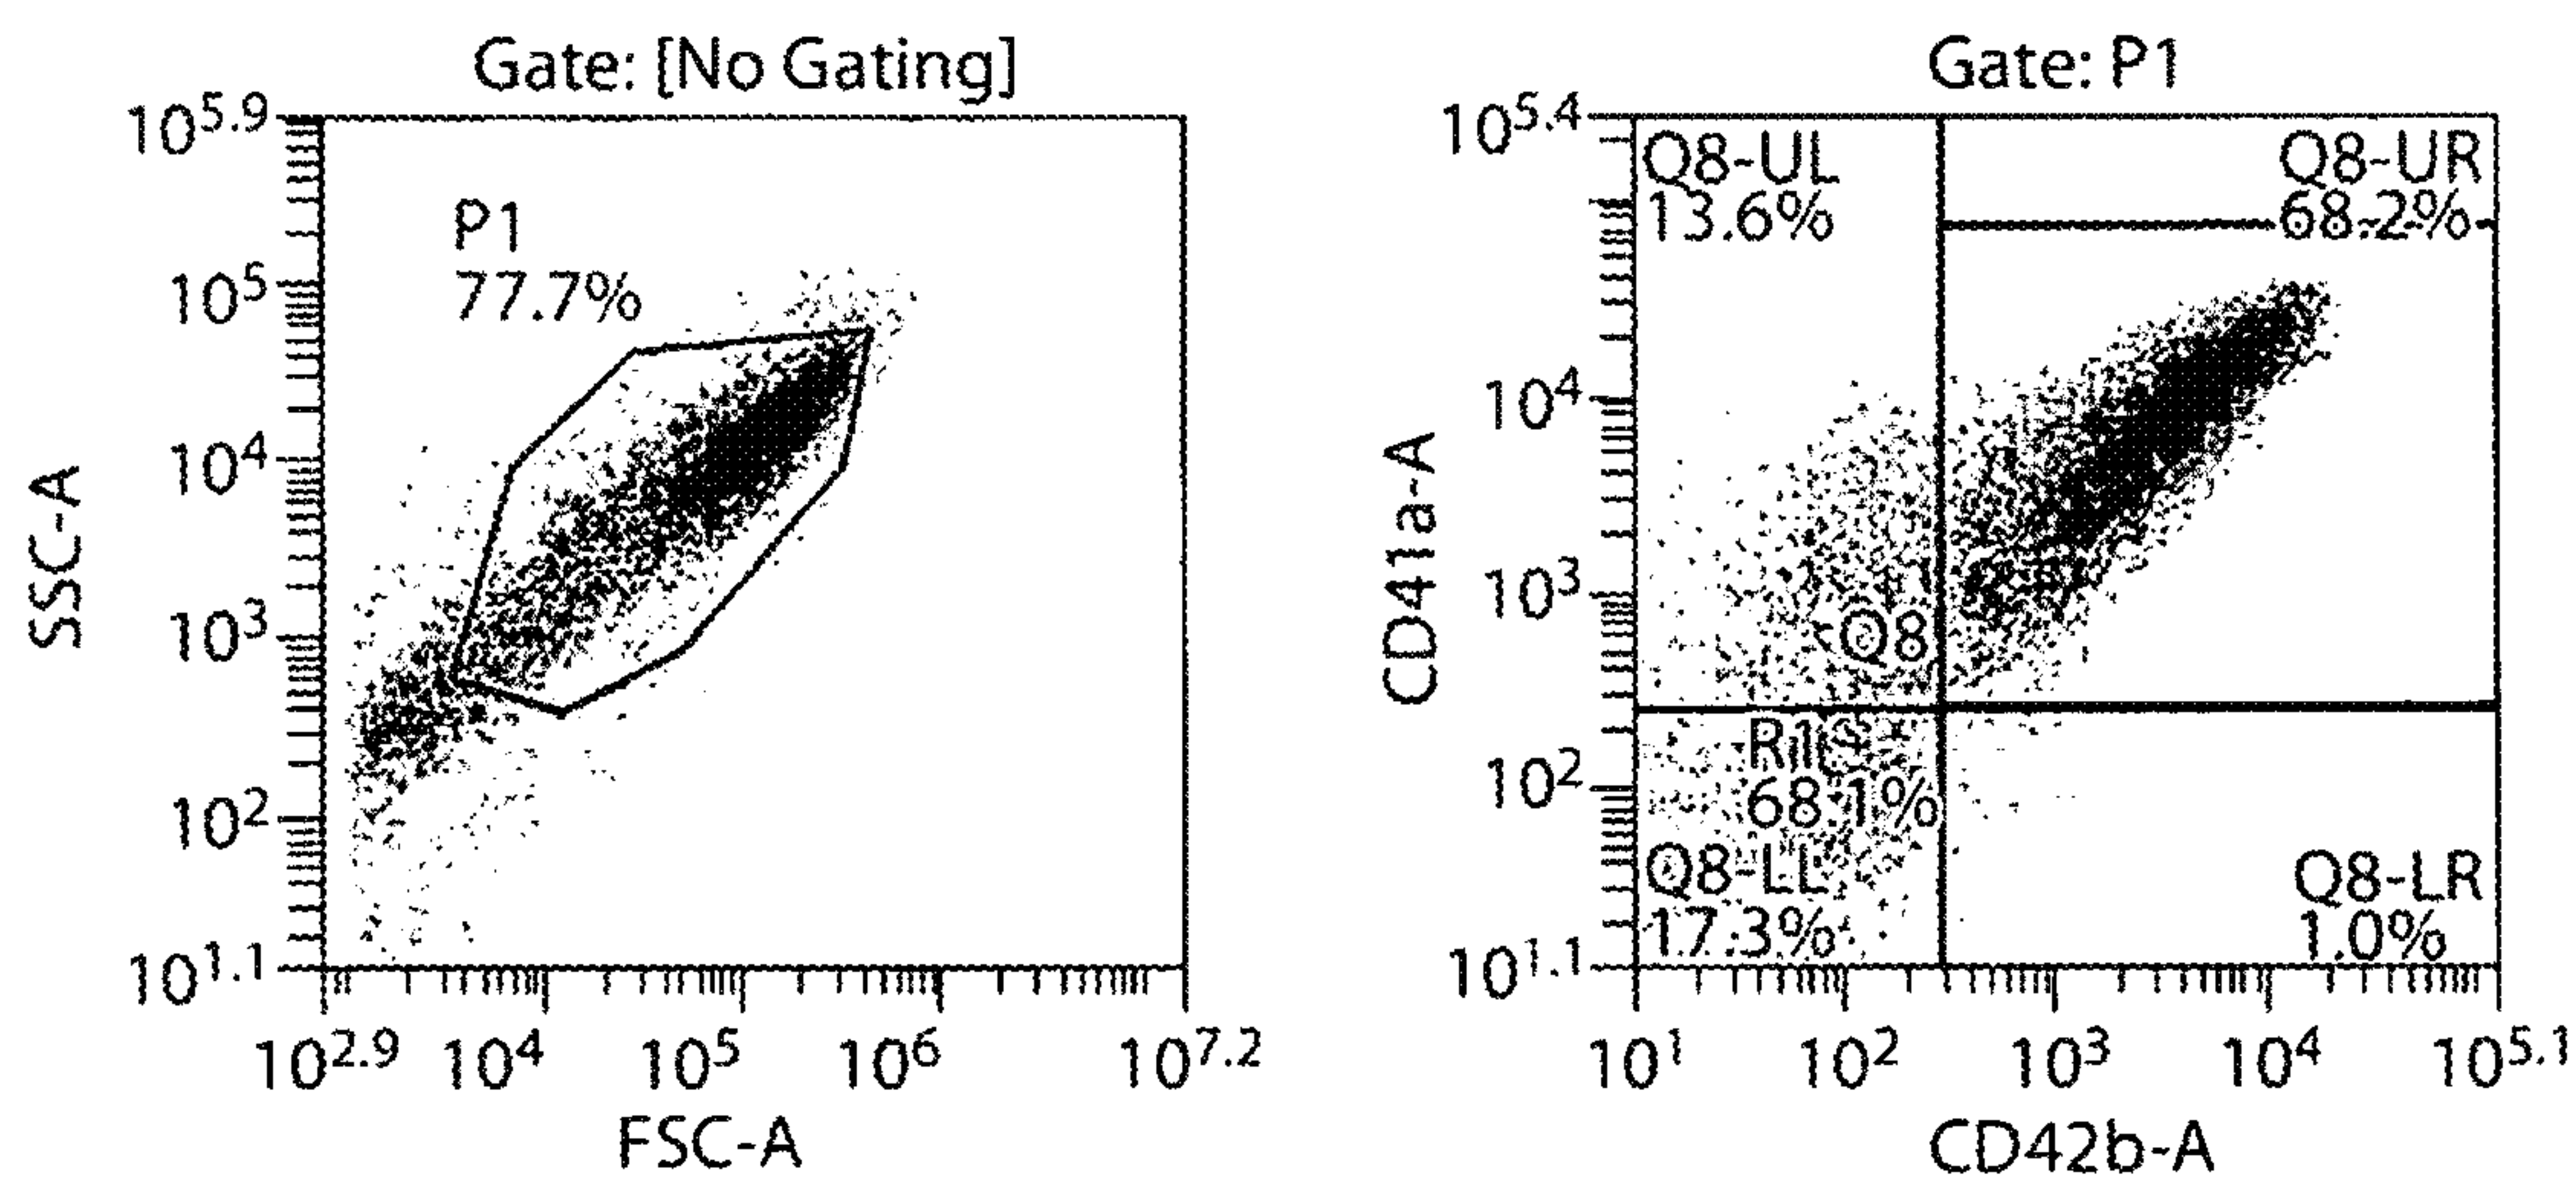 Gate: [No Gating]
10^5.9
P1
77.7%
10^5
10^4
10^3
10^2
10^1.1
SSC-A
10^2.9 10^4 10^5 10^6 10^7.2
FSC-A
Gate: P1
10^5.4
Q8-UL
13.6%
Q8-UR
68.2%
10^4
10^3
Q8
10^2
R1
68.1%
Q8-LL
17.3%
Q8-LR
1.0%
10^1.1
CD41a-A
10^1 10^2 10^3 10^4 10^5.1
CD42b-A